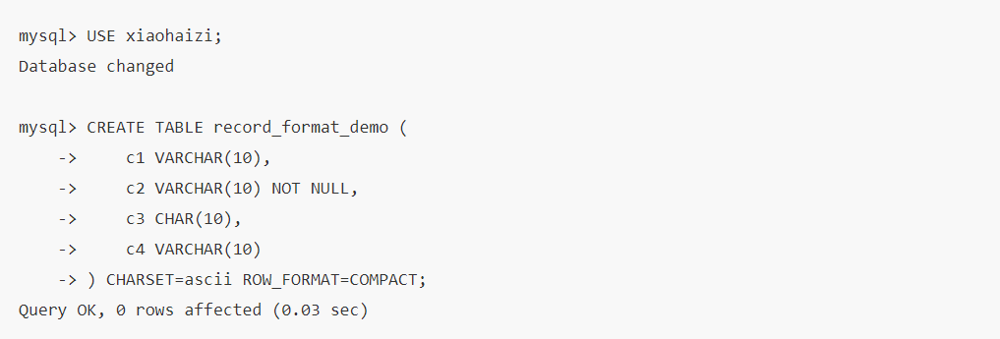 mysql> USE xiaohaizi;
Database changed
mysql> CREATE TABLE record_format_demo (
    ->     c1 VARCHAR(10),
    ->     c2 VARCHAR(10) NOT NULL,
    ->     c3 CHAR(10),
    ->     c4 VARCHAR(10)
    -> ) CHARSET=ascii ROW_FORMAT=COMPACT;
Query OK, 0 rows affected (0.03 sec)